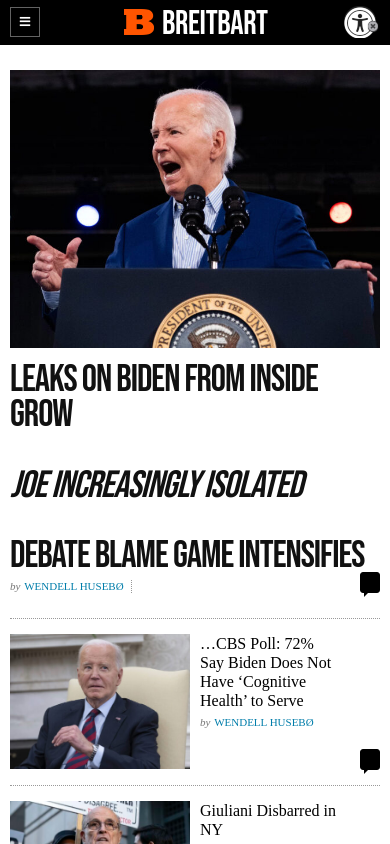 BREITBART
PRESIDENT OF THE UNITED
LEAKS ON BIDEN FROM INSIDE
GROW
JOE INCREASINGLY ISOLATED
DEBATE BLAME GAME INTENSIFIES
by WENDELL HUSEBØ
…CBS Poll: 72%
Say Biden Does Not
Have ‘Cognitive
Health’ to Serve
by WENDELL HUSEBØ
Giuliani Disbarred in
NY